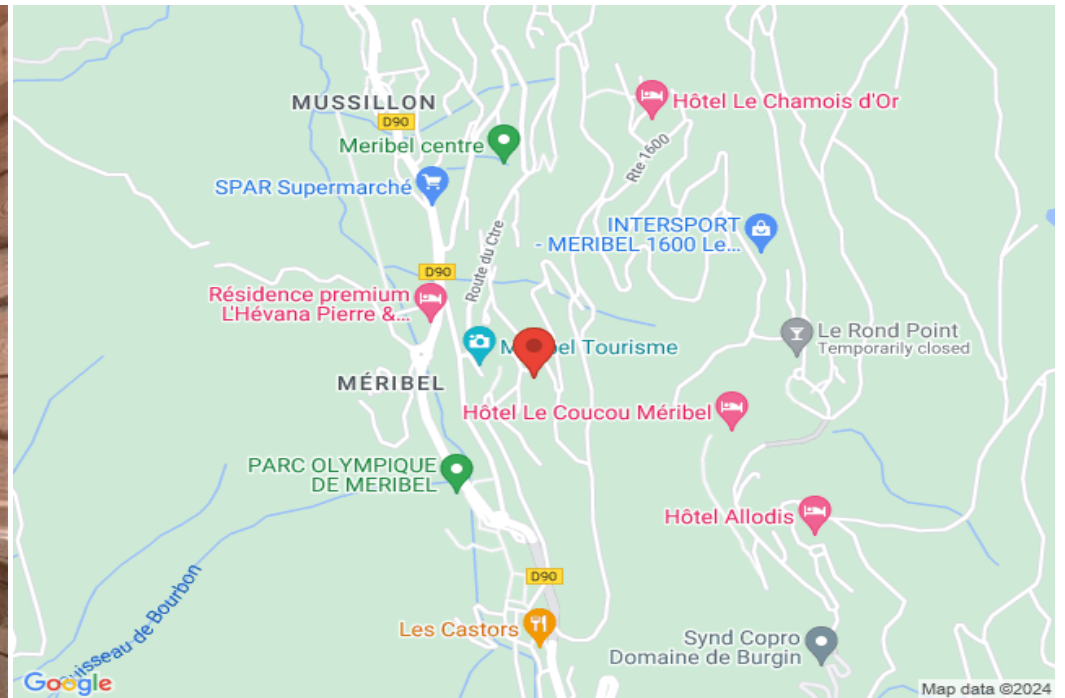 MUSSILLON
D90
Hôtel Le Chamois d'Or
Meribel centre
Rte 1600
SPAR Supermarché
INTERSPORT
- MERIBEL 1600 Le...
Route du Ctre
D90
Résidence premium
L'Hévana Pierre &...
Le Rond Point
Temporarily closed
Tourisme
MÉRIBEL
Hôtel Le Coucou Méribel
PARC OLYMPIQUE
DE MERIBEL
Hôtel Allodis
D90
de Bourbon
Les Castors
Synd Copro
Domaine de Burgin
Google
Map data ©2024